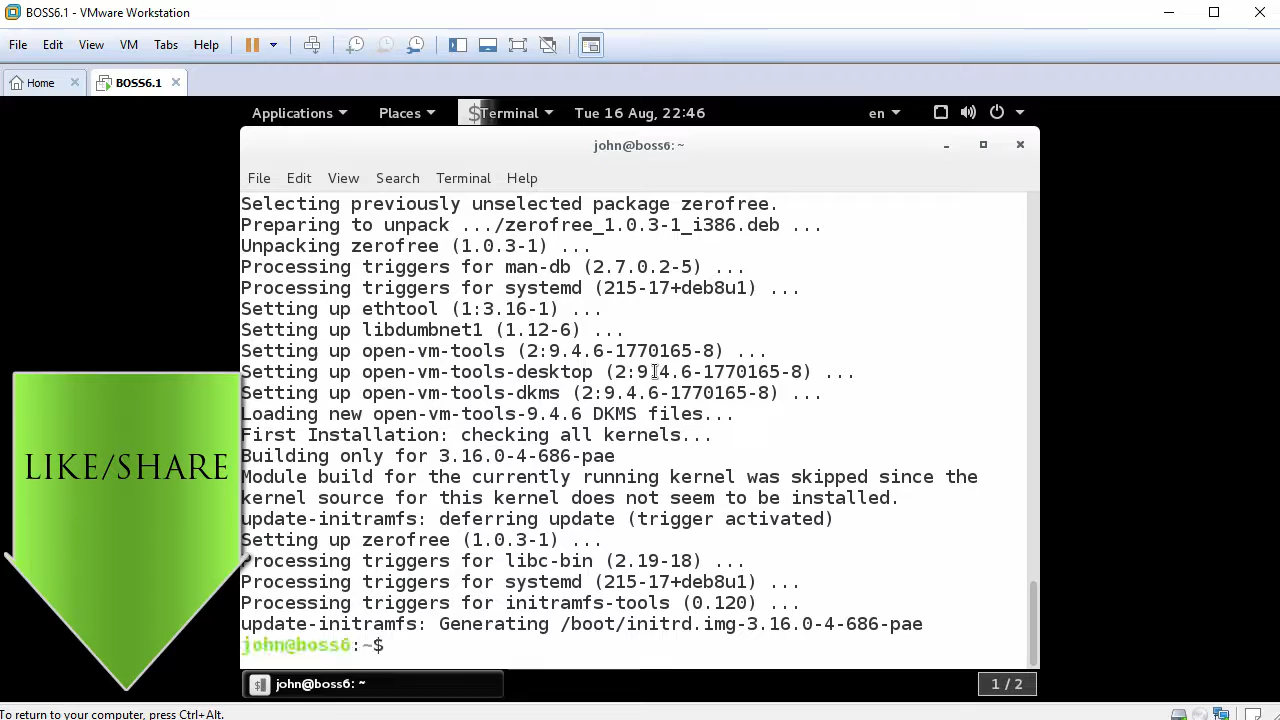 BOSS6.1 - VMware Workstation
File Edit View VM Tabs Help
Home BOSS6.1
Applications Places Terminal Tue 16 Aug, 22:46 en
john@boss6: ~
File Edit View Search Terminal Help
Selecting previously unselected package zerofree.
Preparing to unpack .../zerofree_1.0.3-1_i386.deb ...
Unpacking zerofree (1.0.3-1) ...
Processing triggers for man-db (2.7.0.2-5) ...
Processing triggers for systemd (215-17+deb8u1) ...
Setting up ethtool (1:3.16-1) ...
Setting up libdumbnet1 (1.12-6) ...
Setting up open-vm-tools (2:9.4.6-1770165-8) ...
Setting up open-vm-tools-desktop (2:9.4.6-1770165-8) ...
Setting up open-vm-tools-dkms (2:9.4.6-1770165-8) ...
Loading new open-vm-tools-9.4.6 DKMS files...
First Installation: checking all kernels...
Building only for 3.16.0-4-686-pae
Module build for the currently running kernel was skipped since the
kernel source for this kernel does not seem to be installed.
update-initramfs: deferring update (trigger activated)
Setting up zerofree (1.0.3-1) ...
Processing triggers for libc-bin (2.19-18) ...
Processing triggers for systemd (215-17+deb8u1) ...
Processing triggers for initramfs-tools (0.120) ...
update-initramfs: Generating /boot/initrd.img-3.16.0-4-686-pae
john@boss6:~$
LIKE/SHARE
john@boss6: ~ 1 / 2
To return to your computer, press Ctrl+Alt.